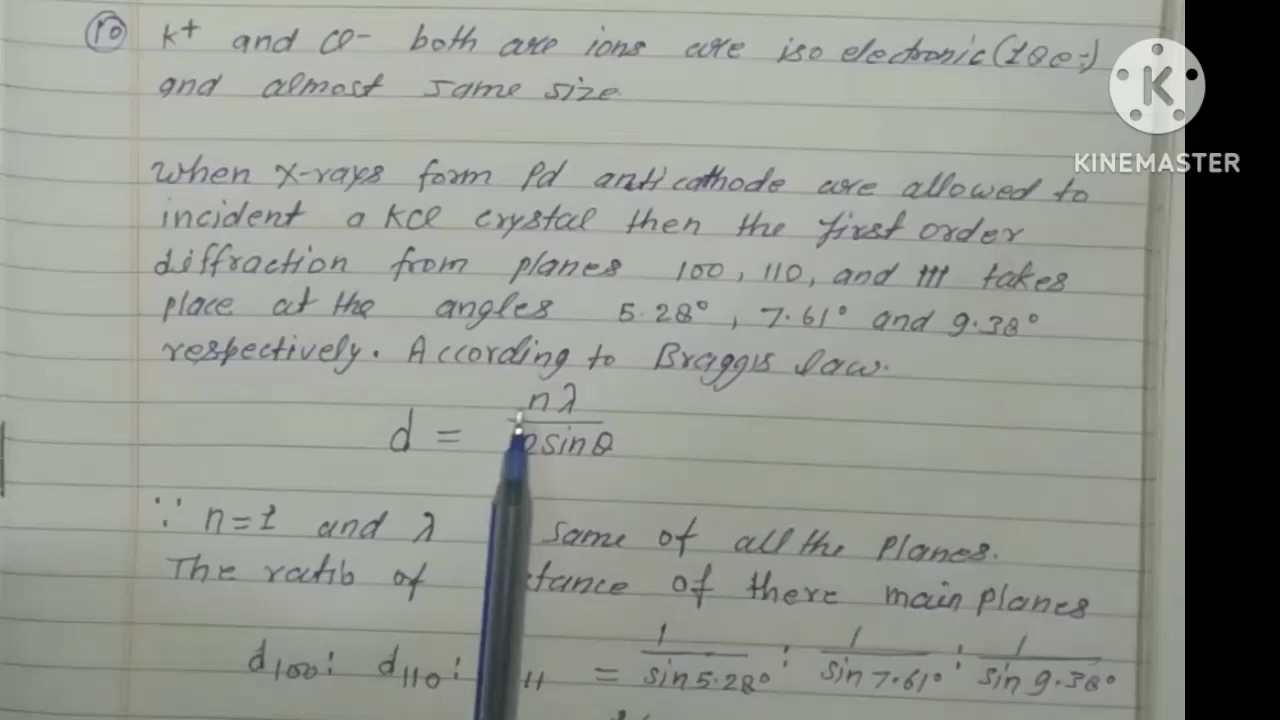 10 K+ and Cl- both are ions are iso electronic (18e-)
and almost same size
K
KINEMASTER
When X-rays form Pd anti cathode are allowed to
incident a KCl crystal then the first order
diffraction from planes 100, 110, and 111 takes
place at the angles 5.28°, 7.61° and 9.38°
respectively. According to Bragg's law.
d = nλ / 2sinθ
∵ n=1 and λ same of all the planes.
The ratio of of there main planes
d100 : d110 : = 1/sin 5.28° : 1/sin 7.61° : 1/sin 9.38°